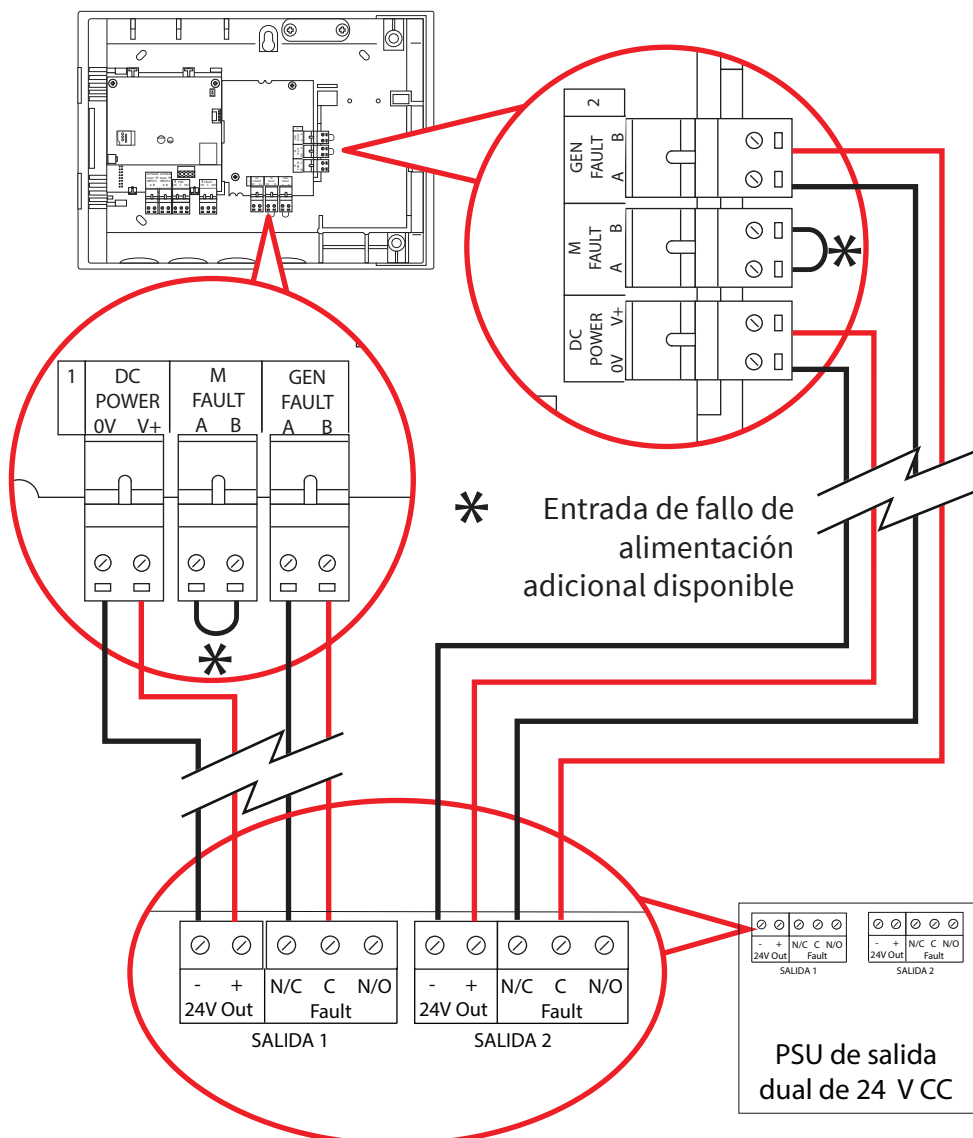 2
GEN
FAULT
A B
M
FAULT
A B
DC
POWER
0V V+
1
DC
POWER
0V V+
M
FAULT
A B
GEN
FAULT
A B
* Entrada de fallo de
alimentación
adicional disponible
*
*
- + N/C C N/O
24V Out Fault
SALIDA 1
- + N/C C N/O
24V Out Fault
SALIDA 2
- + N/C C N/O
24V Out Fault
SALIDA 1
- + N/C C N/O
24V Out Fault
SALIDA 2
PSU de salida
dual de 24 V CC